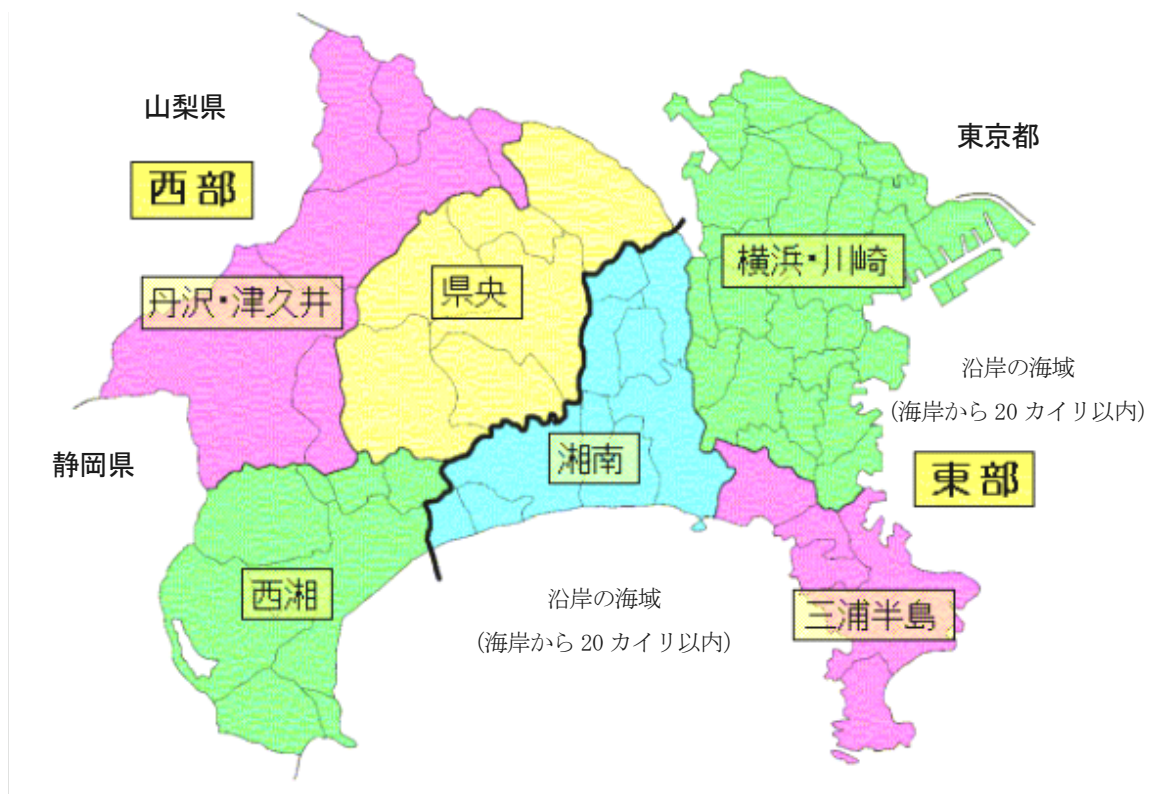 山梨県
東京都
西部
横浜・川崎
県央
丹沢・津久井
沿岸の海域
(海岸から 20 カイリ以内)
静岡県
湘南
東部
西湘
沿岸の海域
(海岸から 20 カイリ以内)
三浦半島